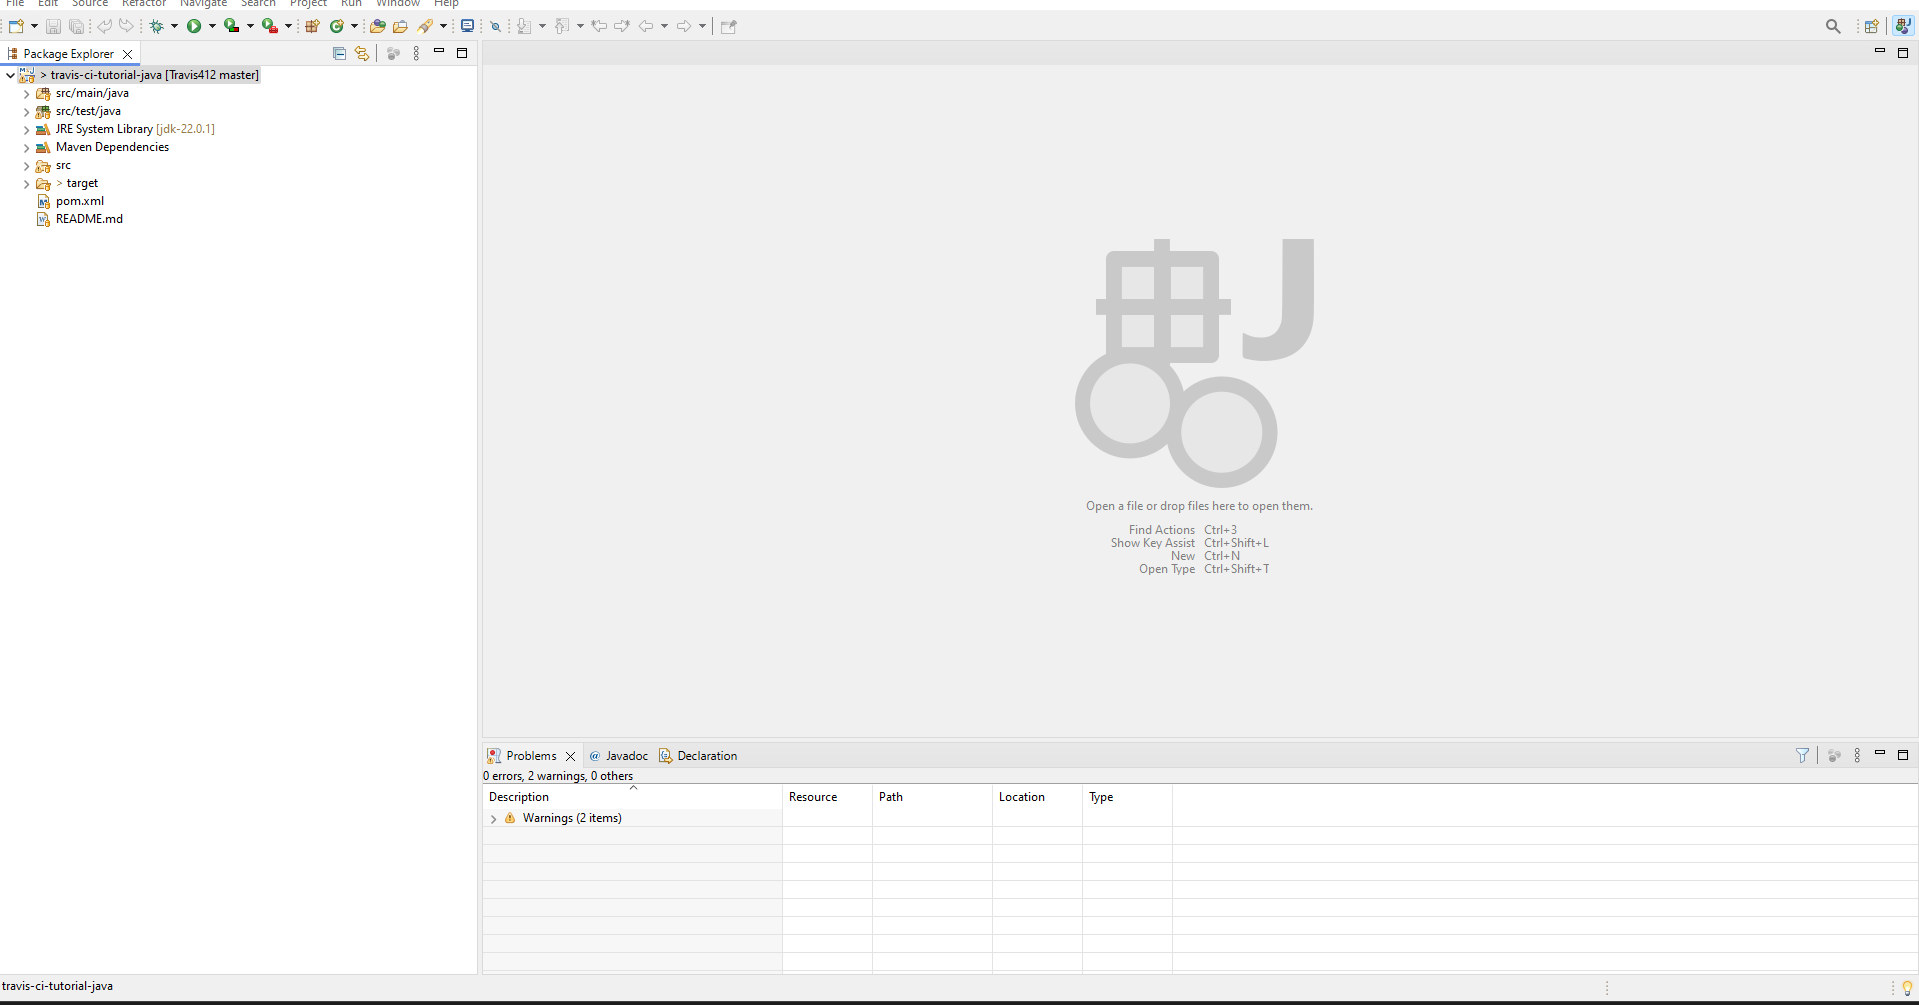 File Edit Source Refactor Navigate Search Project Run Window Help
Package Explorer
> travis-ci-tutorial-java [Travis412 master]
src/main/java
src/test/java
JRE System Library [jdk-22.0.1]
Maven Dependencies
src
> target
pom.xml
README.md
J
Open a file or drop files here to open them.
Find Actions Ctrl+3
Show Key Assist Ctrl+Shift+L
New Ctrl+N
Open Type Ctrl+Shift+T
Problems @ Javadoc Declaration
0 errors, 2 warnings, 0 others
Description Resource Path Location Type
Warnings (2 items)
travis-ci-tutorial-java